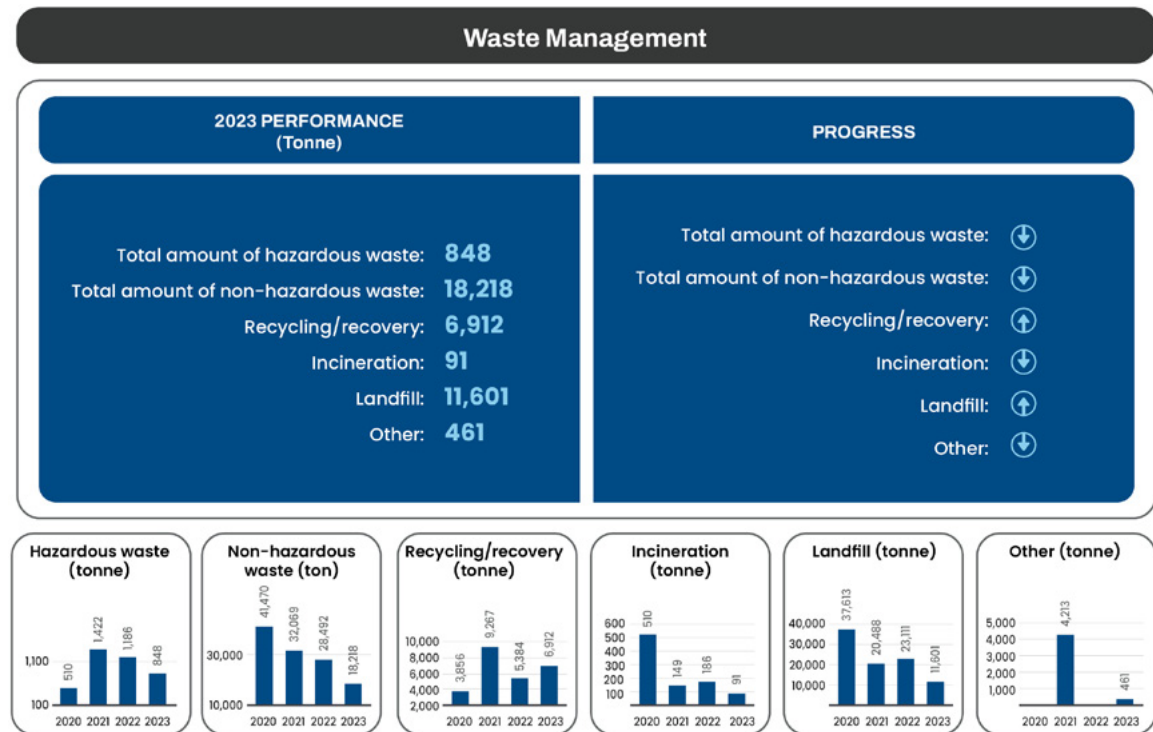 Waste Management
2023 PERFORMANCE
(Tonne)
PROGRESS
Total amount of hazardous waste: 848
Total amount of non-hazardous waste: 18,218
Recycling/recovery: 6,912
Incineration: 91
Landfill: 11,601
Other: 461
Total amount of hazardous waste:
Total amount of non-hazardous waste:
Recycling/recovery:
Incineration:
Landfill:
Other:
Hazardous waste
(tonne)
1,100
100
510
1,422
1,186
848
2020 2021 2022 2023
Non-hazardous
waste (ton)
30,000
10,000
41,470
32,069
28,492
18,218
2020 2021 2022 2023
Recycling/recovery
(tonne)
10,000
8,000
6,000
4,000
2,000
3,856
9,267
5,384
6,912
2020 2021 2022 2023
Incineration
(tonne)
600
500
400
300
200
100
510
149
186
91
2020 2021 2022 2023
Landfill (tonne)
40,000
30,000
20,000
10,000
37,613
20,488
23,111
11,601
2020 2021 2022 2023
Other (tonne)
5,000
4,000
3,000
2,000
1,000
4,213
461
2020 2021 2022 2023